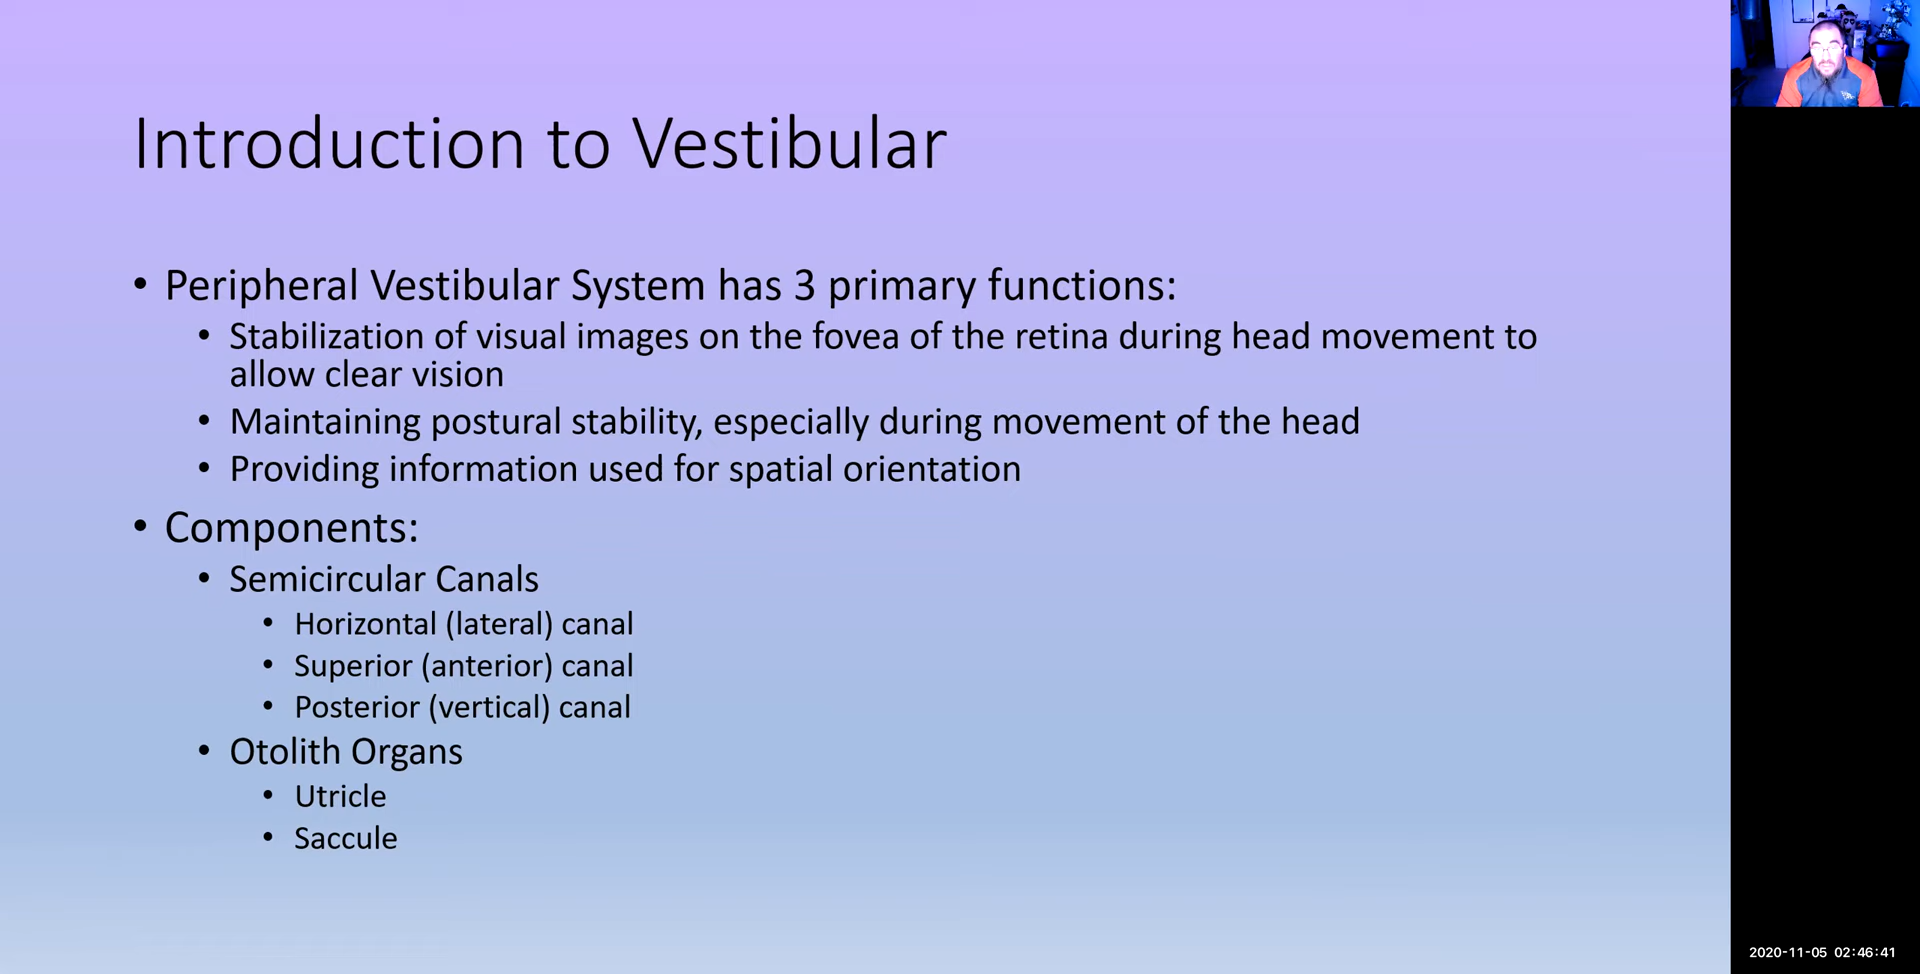 Introduction to Vestibular
• Peripheral Vestibular System has 3 primary functions:
• Stabilization of visual images on the fovea of the retina during head movement to
allow clear vision
• Maintaining postural stability, especially during movement of the head
• Providing information used for spatial orientation
• Components:
• Semicircular Canals
• Horizontal (lateral) canal
• Superior (anterior) canal
• Posterior (vertical) canal
• Otolith Organs
• Utricle
• Saccule
2020-11-05 02:46:41